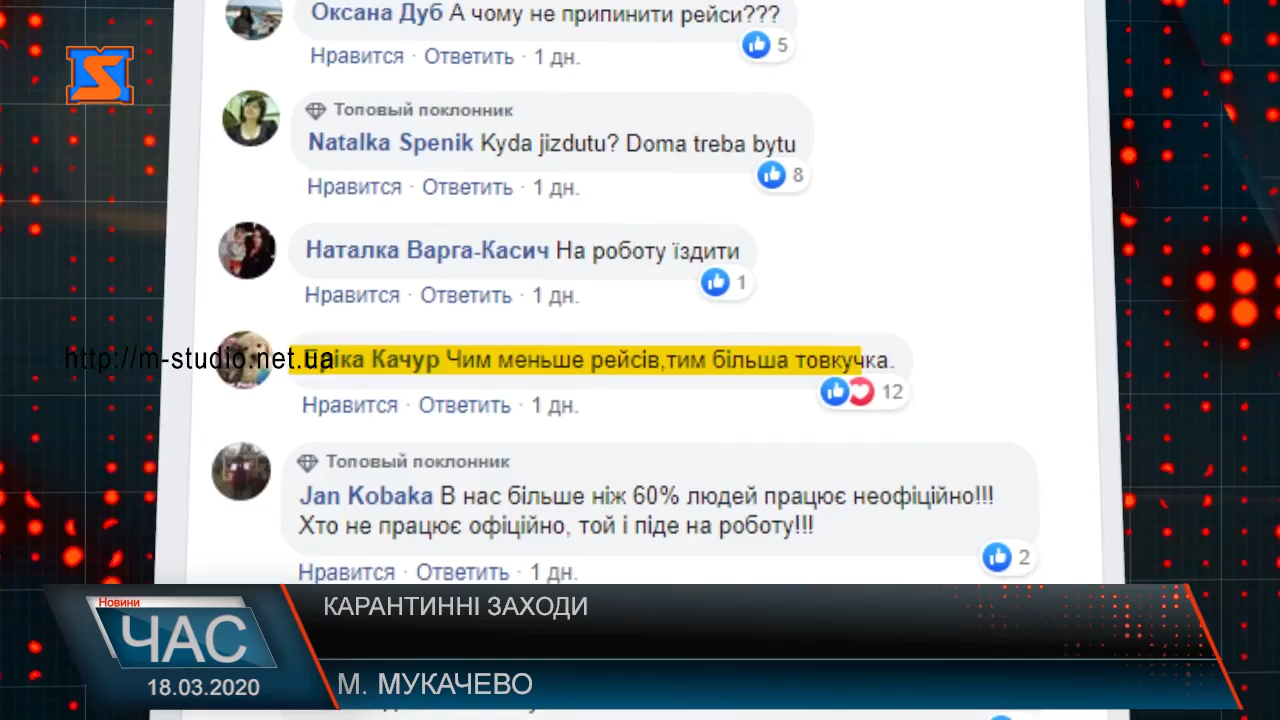 Оксана Дуб А чому не припинити рейси???
5
Нравится · Ответить · 1 дн.
Топовый поклонник
Natalka Spenik Kyda jizdutu? Doma treba bytu
8
Нравится · Ответить · 1 дн.
Наталка Варга-Касич На роботу їздити
1
Нравится · Ответить · 1 дн.
http://m-studio.net.ua
Еріка Качур Чим меньше рейсів,тим більша товкучка.
12
Нравится · Ответить · 1 дн.
Топовый поклонник
Jan Kobaka В нас більше ніж 60% людей працює неофіційно!!!
Хто не працює офіційно, той і піде на роботу!!!
2
Нравится · Ответить · 1 дн.
Новини
ЧАС
18.03.2020
КАРАНТИННІ ЗАХОДИ
М. МУКАЧЕВО